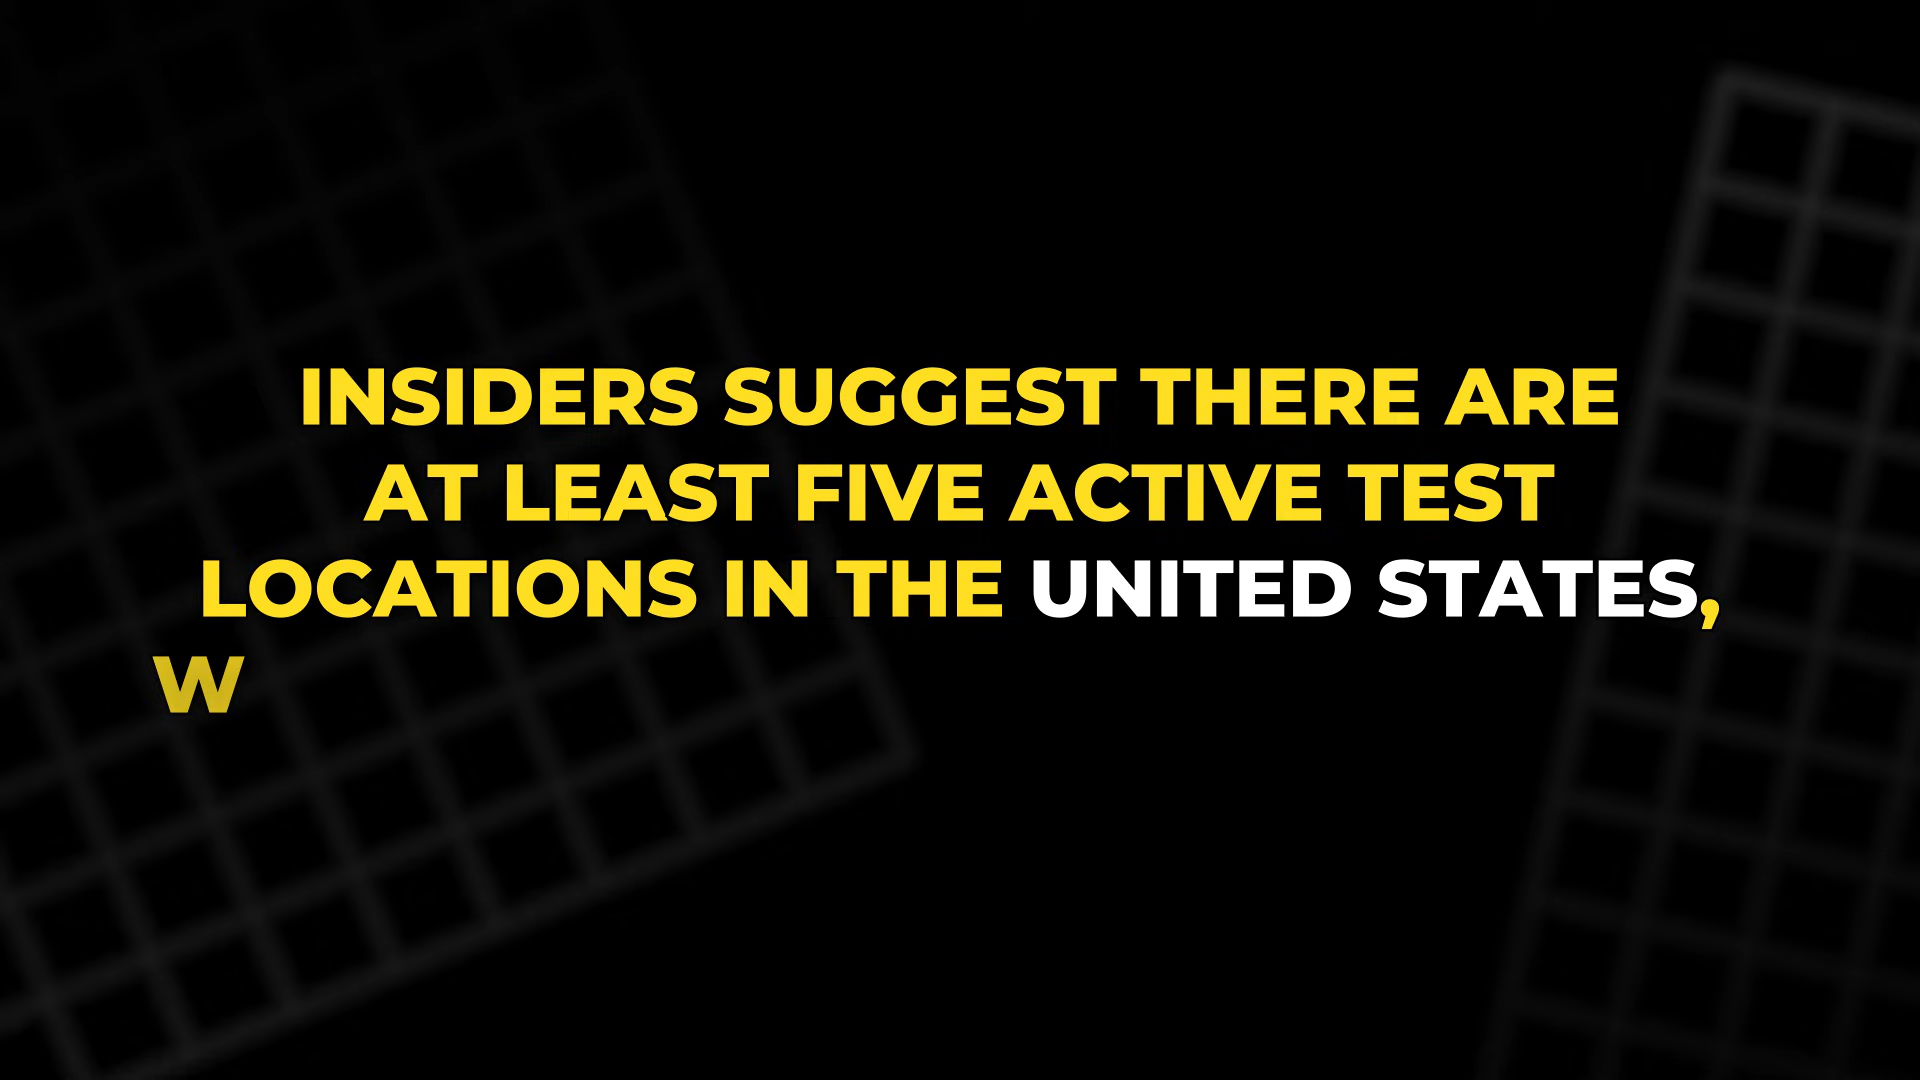 INSIDERS SUGGEST THERE ARE
AT LEAST FIVE ACTIVE TEST
LOCATIONS IN THE UNITED STATES,
W